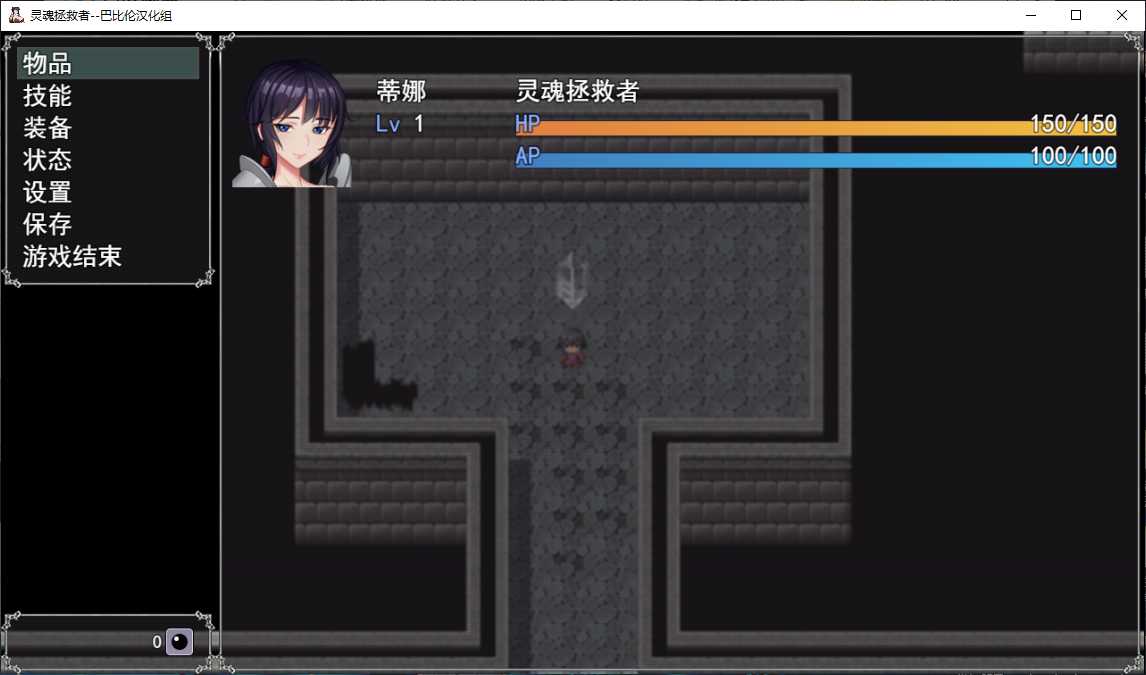 灵魂拯救者--巴比伦汉化组
物品
技能
装备
状态
设置
保存
游戏结束
蒂娜 灵魂拯救者
Lv 1 HP 150/150
AP 100/100
0